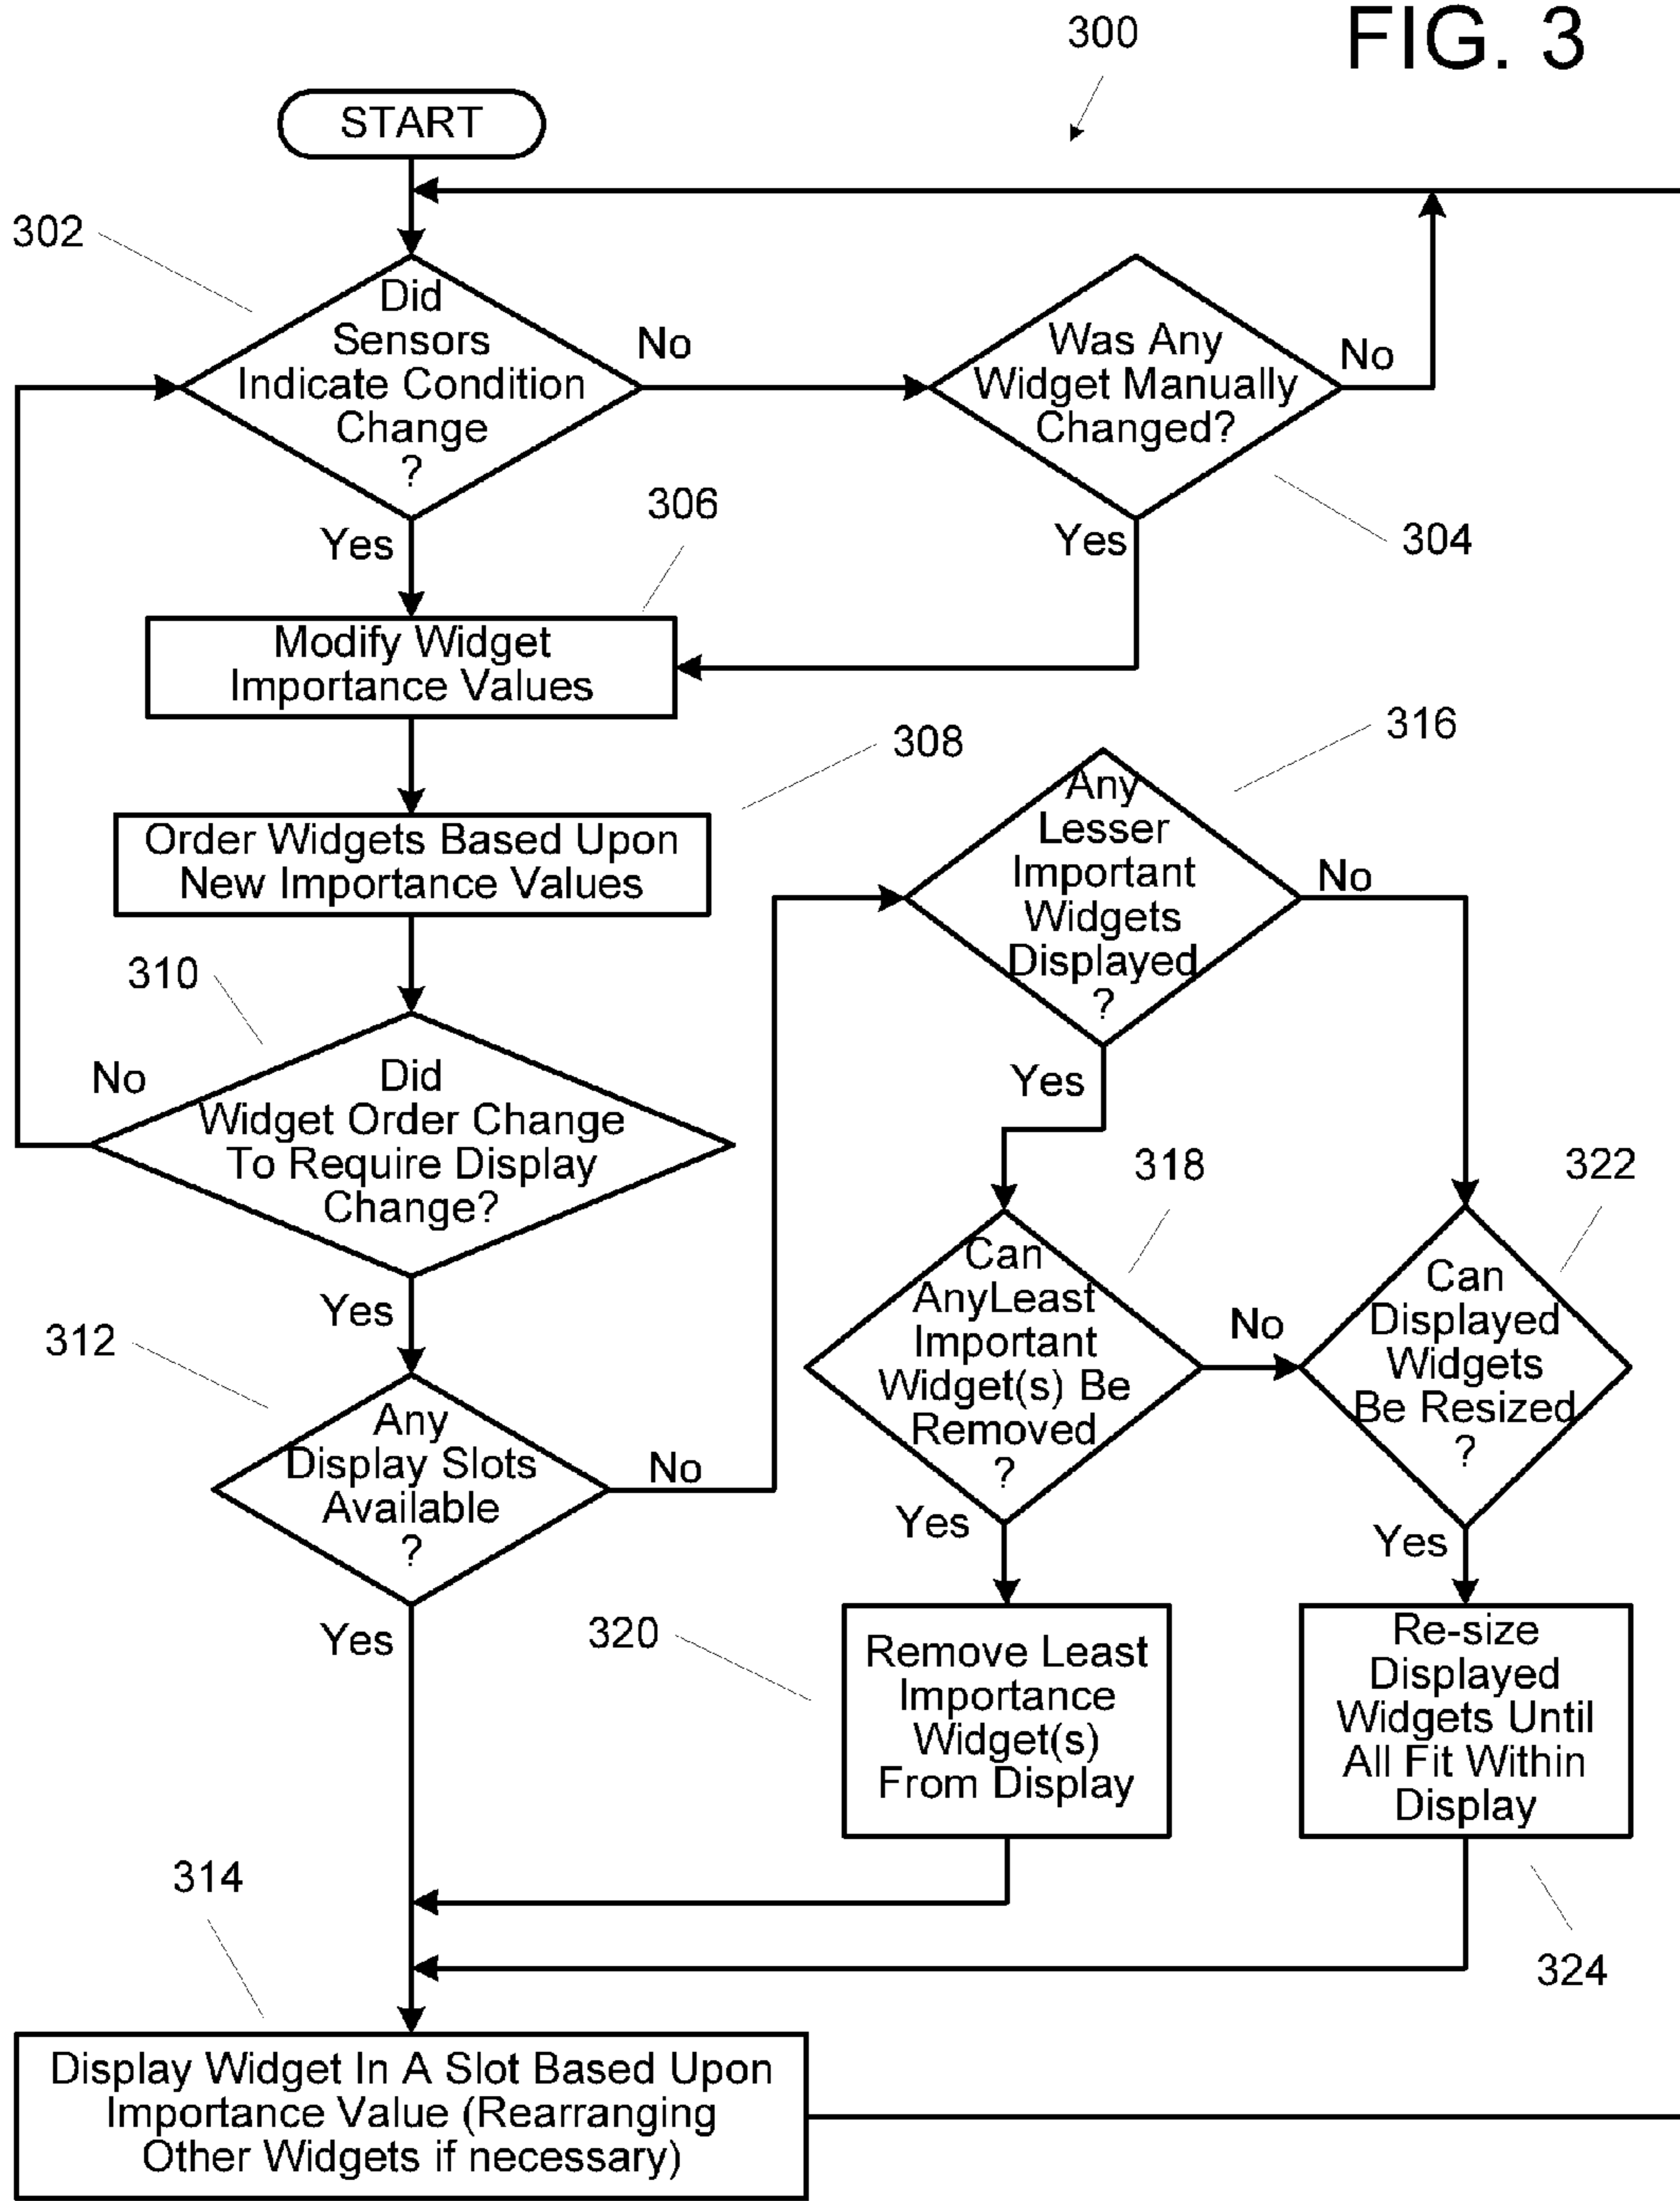 FIG. 3
300
START
302
Did
Sensors
Indicate Condition
Change
?
No
Was Any
Widget Manually
Changed?
No
Yes
306
Yes
304
Modify Widget
Importance Values
308
316
Order Widgets Based Upon
New Importance Values
Any
Lesser
Important
Widgets
Displayed
?
No
310
No
Did
Widget Order Change
To Require Display
Change?
Yes
318
322
Yes
312
Can
AnyLeast
Important
Widget(s) Be
Removed
?
No
Can
Displayed
Widgets
Be Resized
?
Any
Display Slots
Available
?
No
Yes
Yes
Yes
320
Remove Least
Importance
Widget(s)
From Display
Re-size
Displayed
Widgets Until
All Fit Within
Display
314
324
Display Widget In A Slot Based Upon
Importance Value (Rearranging
Other Widgets if necessary)